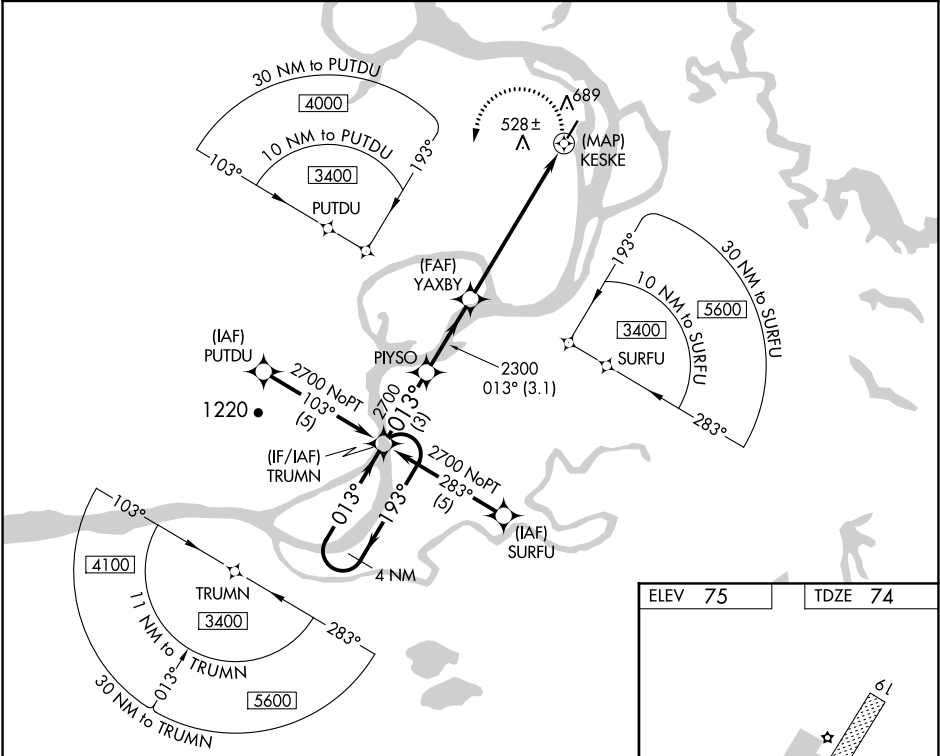 30 NM to PUTDU
4000
10 NM to PUTDU
3400
103°
193°
PUTDU
689
528±
(MAP)
KESKE
193°
30 NM to SURFU
5600
10 NM to SURFU
3400
SURFU
283°
(FAF)
YAXBY
(IAF)
PUTDU
PIYSO
2300
013° (3.1)
2700 NoPT
103°
(5)
1220
2700
013°
(3)
(IF/IAF)
TRUMN
2700 NoPT
283°
(5)
(IAF)
SURFU
013°
193°
4 NM
103°
4100
TRUMN
3400
283°
11 NM to TRUMN
013°
5600
30 NM to TRUMN
ELEV 75
TDZE 74
19